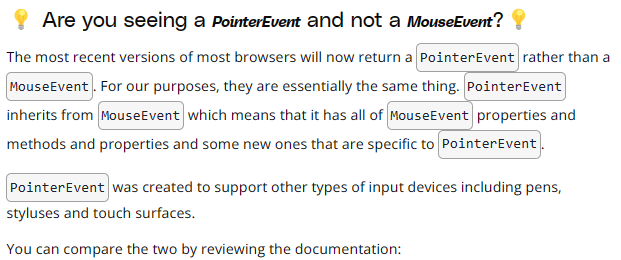 💡 Are you seeing a PointerEvent and not a MouseEvent? 💡
The most recent versions of most browsers will now return a PointerEvent rather than a
MouseEvent. For our purposes, they are essentially the same thing. PointerEvent
inherits from MouseEvent which means that it has all of MouseEvent properties and
methods and properties and some new ones that are specific to PointerEvent.
PointerEvent was created to support other types of input devices including pens,
styluses and touch surfaces.
You can compare the two by reviewing the documentation: